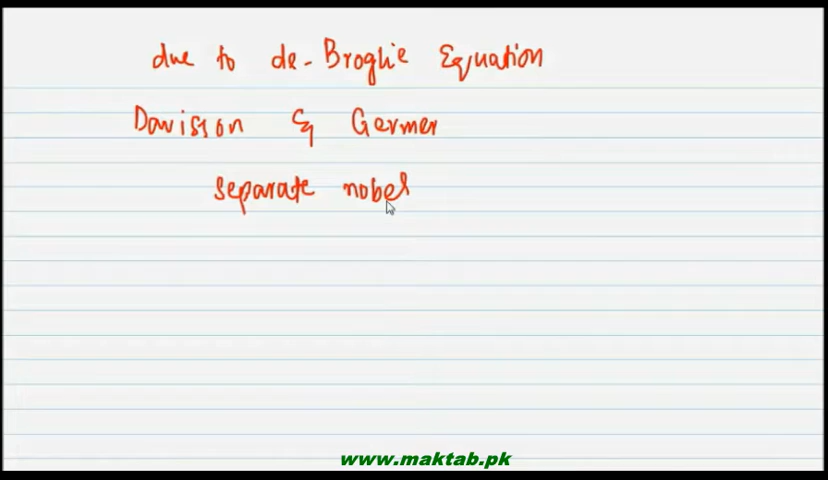 due to de-Broglie Equation
Davisson & Germer
separate nobel
www.maktab.pk